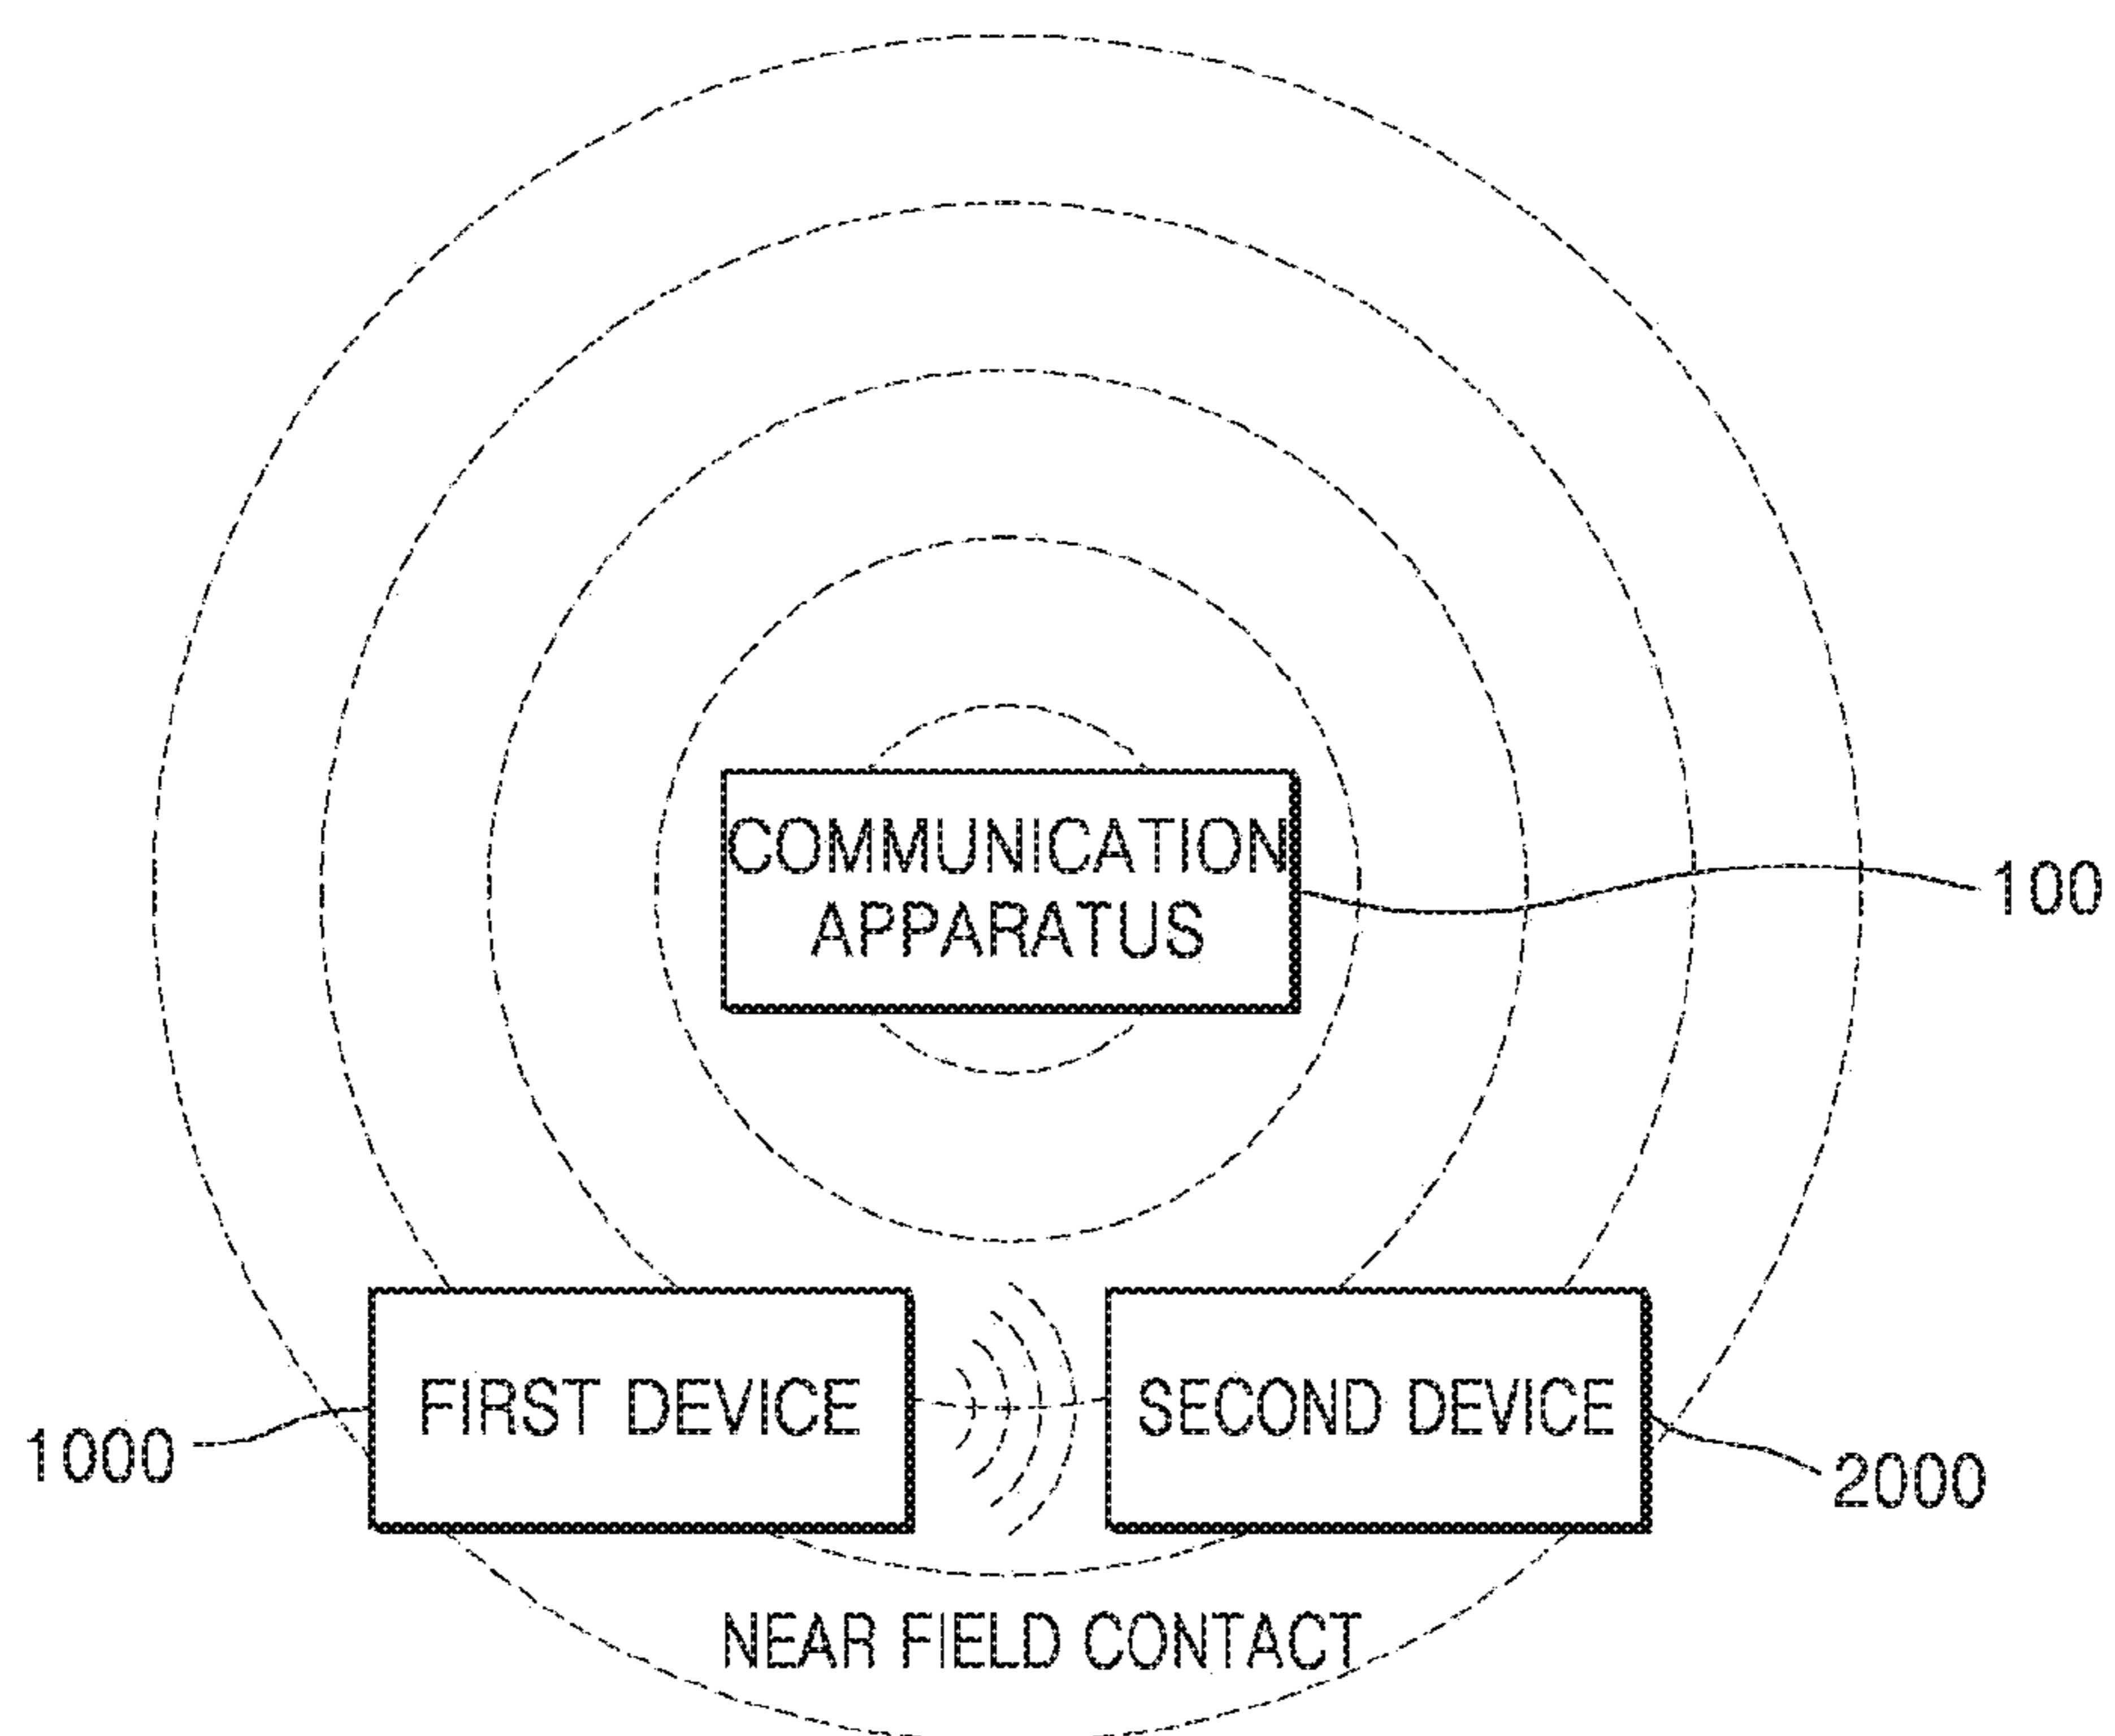 COMMUNICATION
APPARATUS
100
FIRST DEVICE
SECOND DEVICE
1000
2000
NEAR FIELD CONTACT